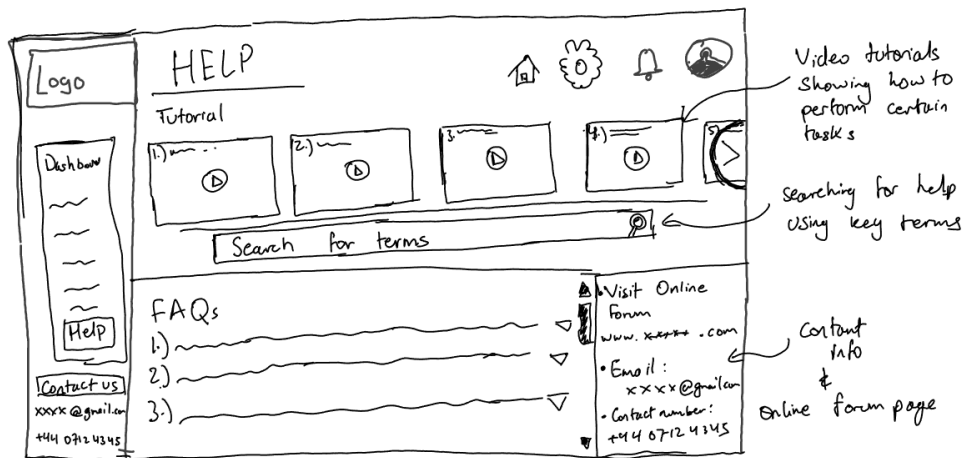 Logo
HELP
Tutorial
1.)
2.)
3.
4.)
5)
Search for terms
Dashboard
Help
Contact us
xxxx @gmail.com
+44 0712 4345
FAQs
1.)
2.)
3.)
• Visit Online
Forum
www. xxxxx .com
• Email :
xxxx@gmail.com
• Contact number:
+44 0712 4345
Video tutorials
showing how to
perform certain
tasks
searching for help
using key terms
Contant
info
&
Online forum page